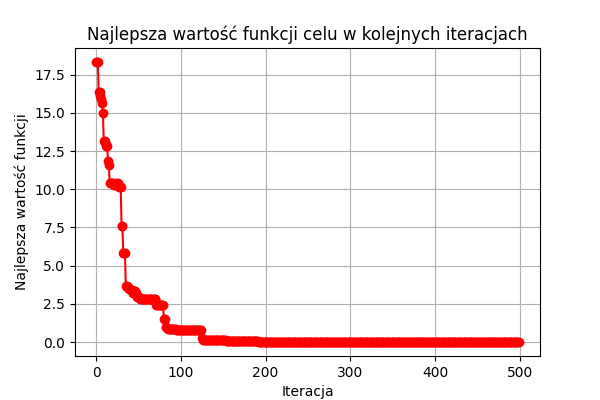 Najlepsza wartość funkcji celu w kolejnych iteracjach
Najlepsza wartość funkcji
17.5
15.0
12.5
10.0
7.5
5.0
2.5
0.0
0 100 200 300 400 500
Iteracja